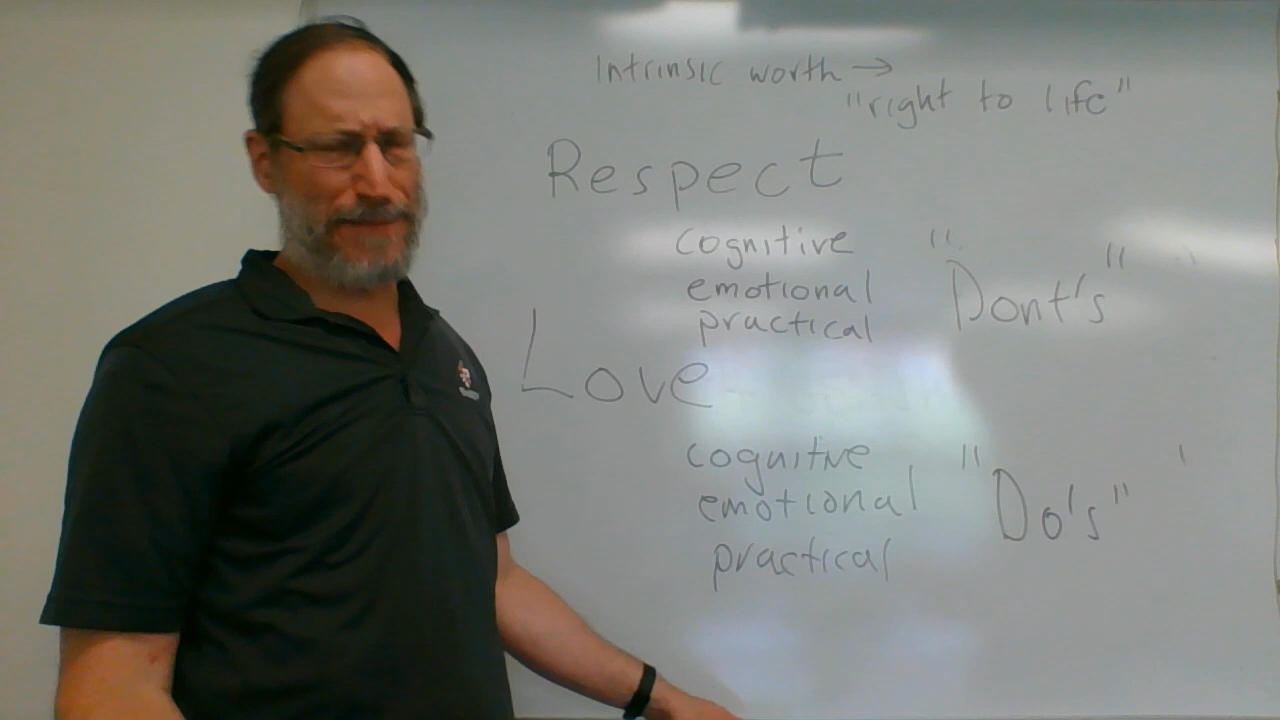 Intrinsic worth →
"right to life"
Respect
cognitive
emotional
practical
"Dont's"
Love
cognitive
emotional
practical
"Do's"